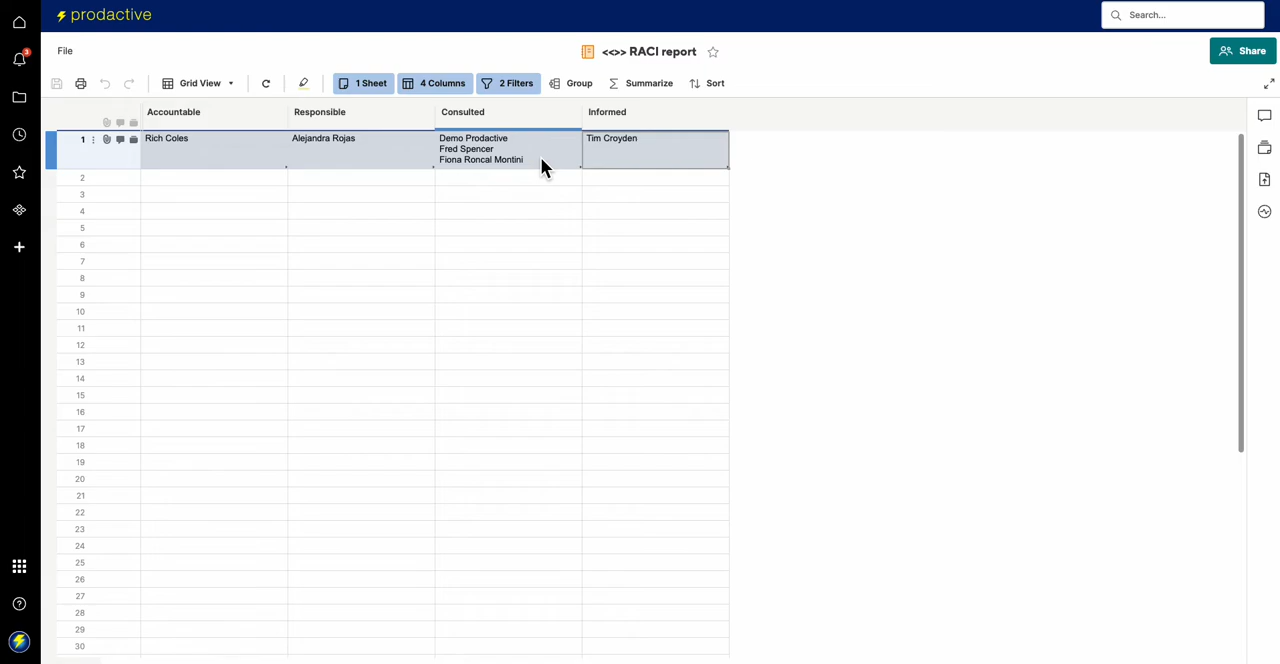 prodactive
Search...
3
File
<<>> RACI report
Share
Grid View
1 Sheet
4 Columns
2 Filters
Group
Summarize
Sort
Accountable
Responsible
Consulted
Informed
1
Rich Coles
Alejandra Rojas
Demo Prodactive
Fred Spencer
Fiona Roncal Montini
Tim Croyden
2
3
4
5
6
7
8
9
10
11
12
13
14
15
16
17
18
19
20
21
22
23
24
25
26
27
28
29
30